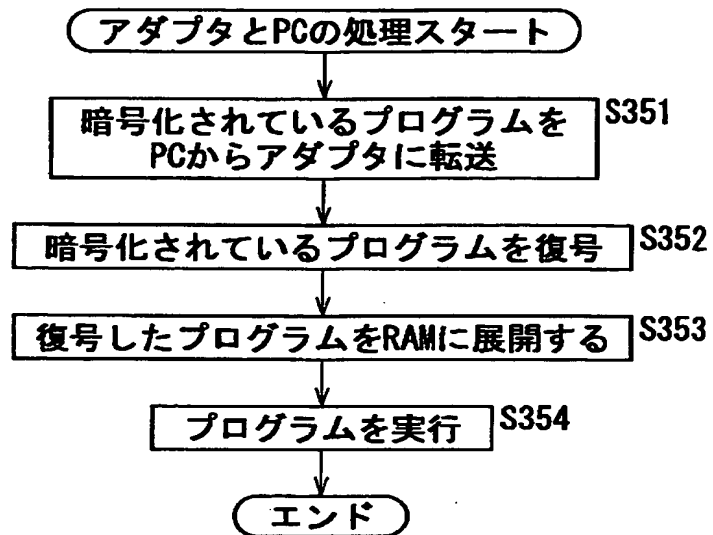 アダプタとPCの処理スタート
暗号化されているプログラムを
PCからアダプタに転送
S351
暗号化されているプログラムを復号
S352
復号したプログラムをRAMに展開する
S353
プログラムを実行
S354
エンド